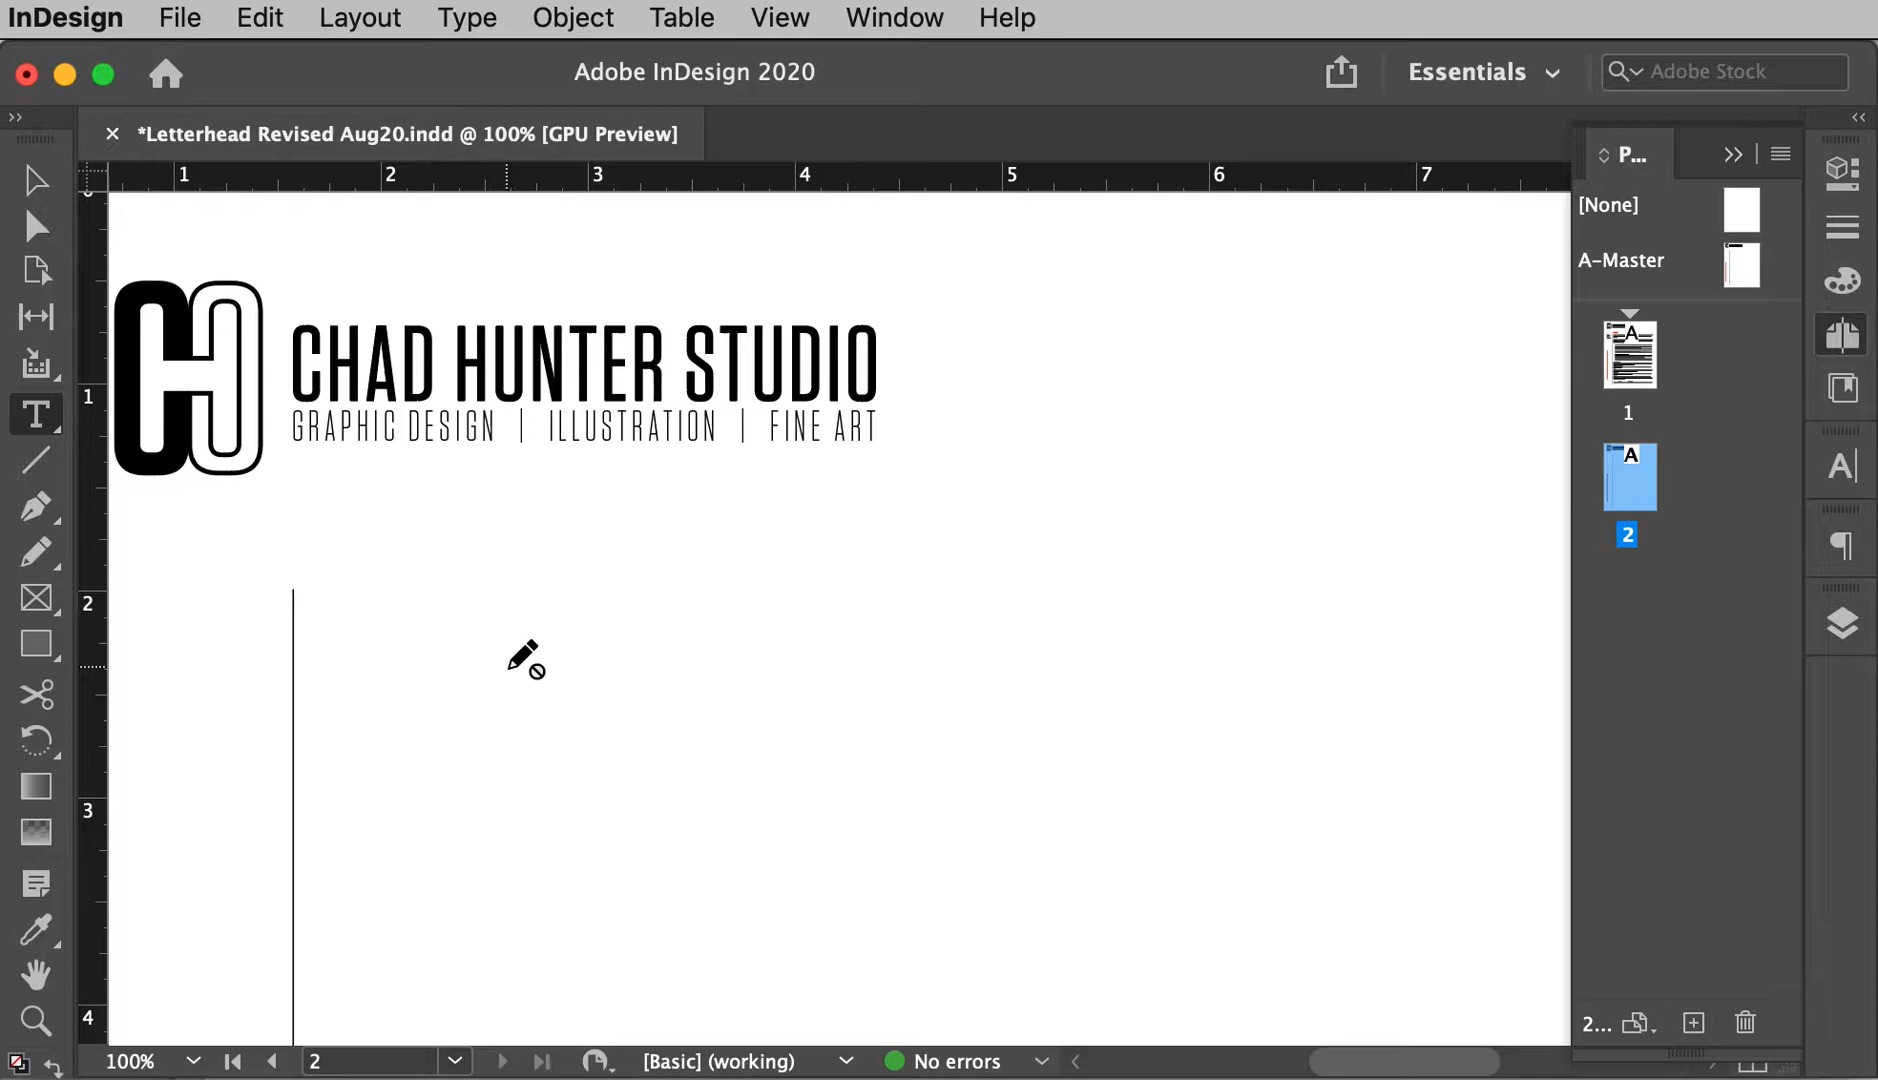 InDesign File Edit Layout Type Object Table View Window Help
Adobe InDesign 2020
Essentials
Adobe Stock
× *Letterhead Revised Aug20.indd @ 100% [GPU Preview]
P...
1 2 3 4 5 6 7
[None]
A-Master
A
1
A
2
CHAD HUNTER STUDIO
GRAPHIC DESIGN | ILLUSTRATION | FINE ART
1
2
3
4
2...
100%
2
[Basic] (working)
No errors